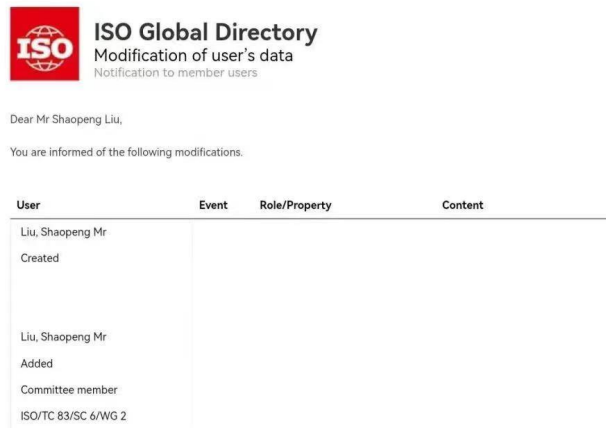 ISO
ISO Global Directory
Modification of user's data
Notification to member users
Dear Mr Shaopeng Liu,
You are informed of the following modifications.
User Event Role/Property Content
Liu, Shaopeng Mr
Created
Liu, Shaopeng Mr
Added
Committee member
ISO/TC 83/SC 6/WG 2